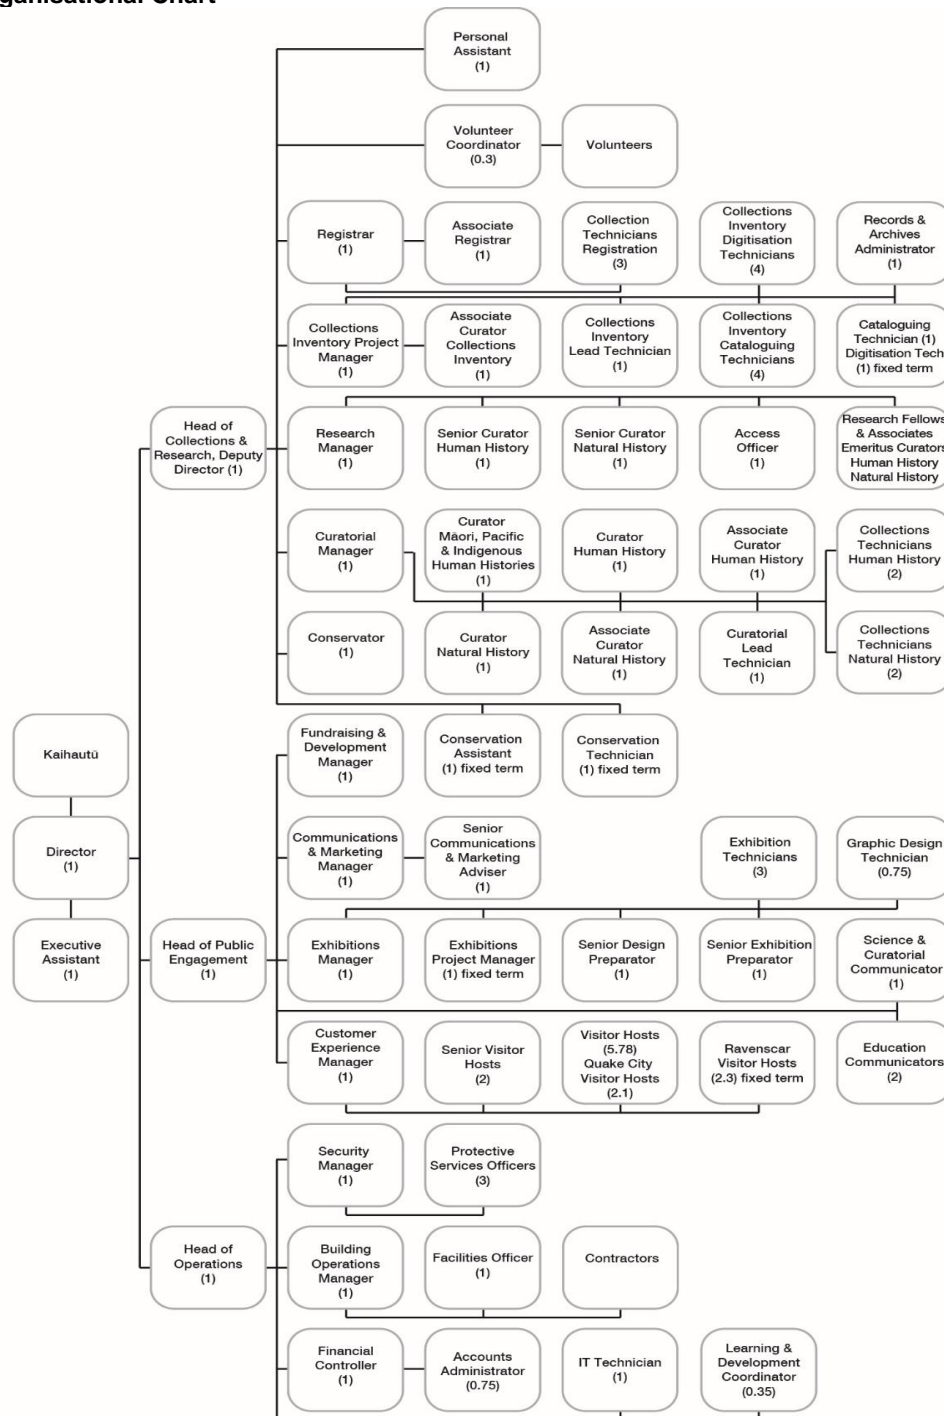 ganisational Chart
Personal
Assistant
(1)
Volunteer
Coordinator
(0.3)
Volunteers
Registrar
(1)
Associate
Registrar
(1)
Collection
Technicians
Registration
(3)
Collections
Inventory
Digitisation
Technicians
(4)
Records &
Archives
Administrator
(1)
Collections
Inventory Project
Manager
(1)
Associate
Curator
Collections
Inventory
(1)
Collections
Inventory
Lead Technician
(1)
Collections
Inventory
Cataloguing
Technicians
(4)
Cataloguing
Technician (1)
Digitisation Tech
(1) fixed term
Head of
Collections &
Research, Deputy
Director (1)
Research
Manager
(1)
Senior Curator
Human History
(1)
Senior Curator
Natural History
(1)
Access
Officer
(1)
Research Fellows
& Associates
Emeritus Curators
Human History
Natural History
Curatorial
Manager
(1)
Curator
Māori, Pacific
& Indigenous
Human Histories
(1)
Curator
Human History
(1)
Associate
Curator
Human History
(1)
Collections
Technicians
Human History
(2)
Conservator
(1)
Curator
Natural History
(1)
Associate
Curator
Natural History
(1)
Curatorial
Lead
Technician
(1)
Collections
Technicians
Natural History
(2)
Kaihautū
Fundraising &
Development
Manager
(1)
Conservation
Assistant
(1) fixed term
Conservation
Technician
(1) fixed term
Director
(1)
Communications
& Marketing
Manager
(1)
Senior
Communications
& Marketing
Adviser
(1)
Exhibition
Technicians
(3)
Graphic Design
Technician
(0.75)
Executive
Assistant
(1)
Head of Public
Engagement
(1)
Exhibitions
Manager
(1)
Exhibitions
Project Manager
(1) fixed term
Senior Design
Preparator
(1)
Senior Exhibition
Preparator
(1)
Science &
Curatorial
Communicator
(1)
Customer
Experience
Manager
(1)
Senior Visitor
Hosts
(2)
Visitor Hosts
(5.78)
Quake City
Visitor Hosts
(2.1)
Ravenscar
Visitor Hosts
(2.3) fixed term
Education
Communicators
(2)
Security
Manager
(1)
Protective
Services Officers
(3)
Head of
Operations
(1)
Building
Operations
Manager
(1)
Facilities Officer
(1)
Contractors
Financial
Controller
(1)
Accounts
Administrator
(0.75)
IT Technician
(1)
Learning &
Development
Coordinator
(0.35)